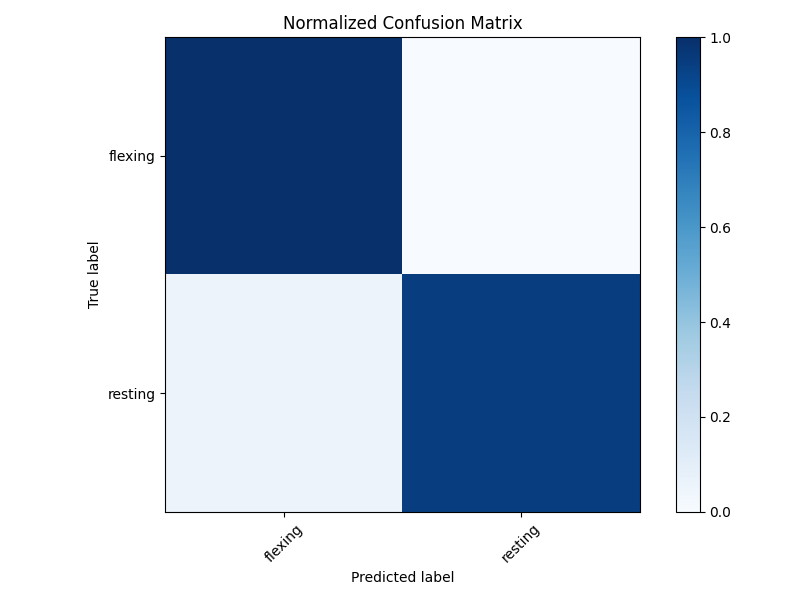 Normalized Confusion Matrix
True label
flexing
resting
flexing
resting
Predicted label
1.0
0.8
0.6
0.4
0.2
0.0